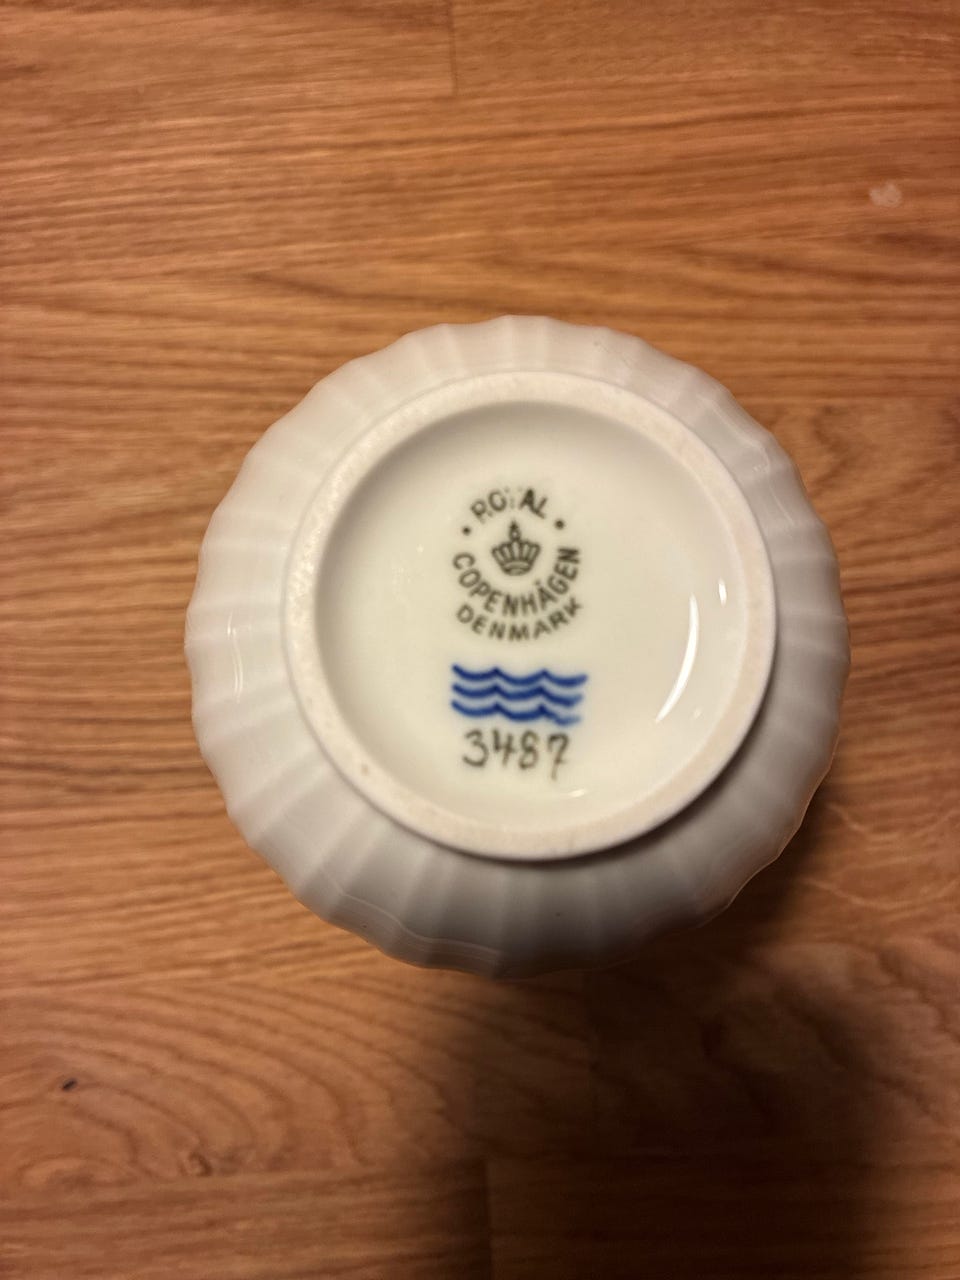 ROYAL
COPENHAGEN
DENMARK
3487